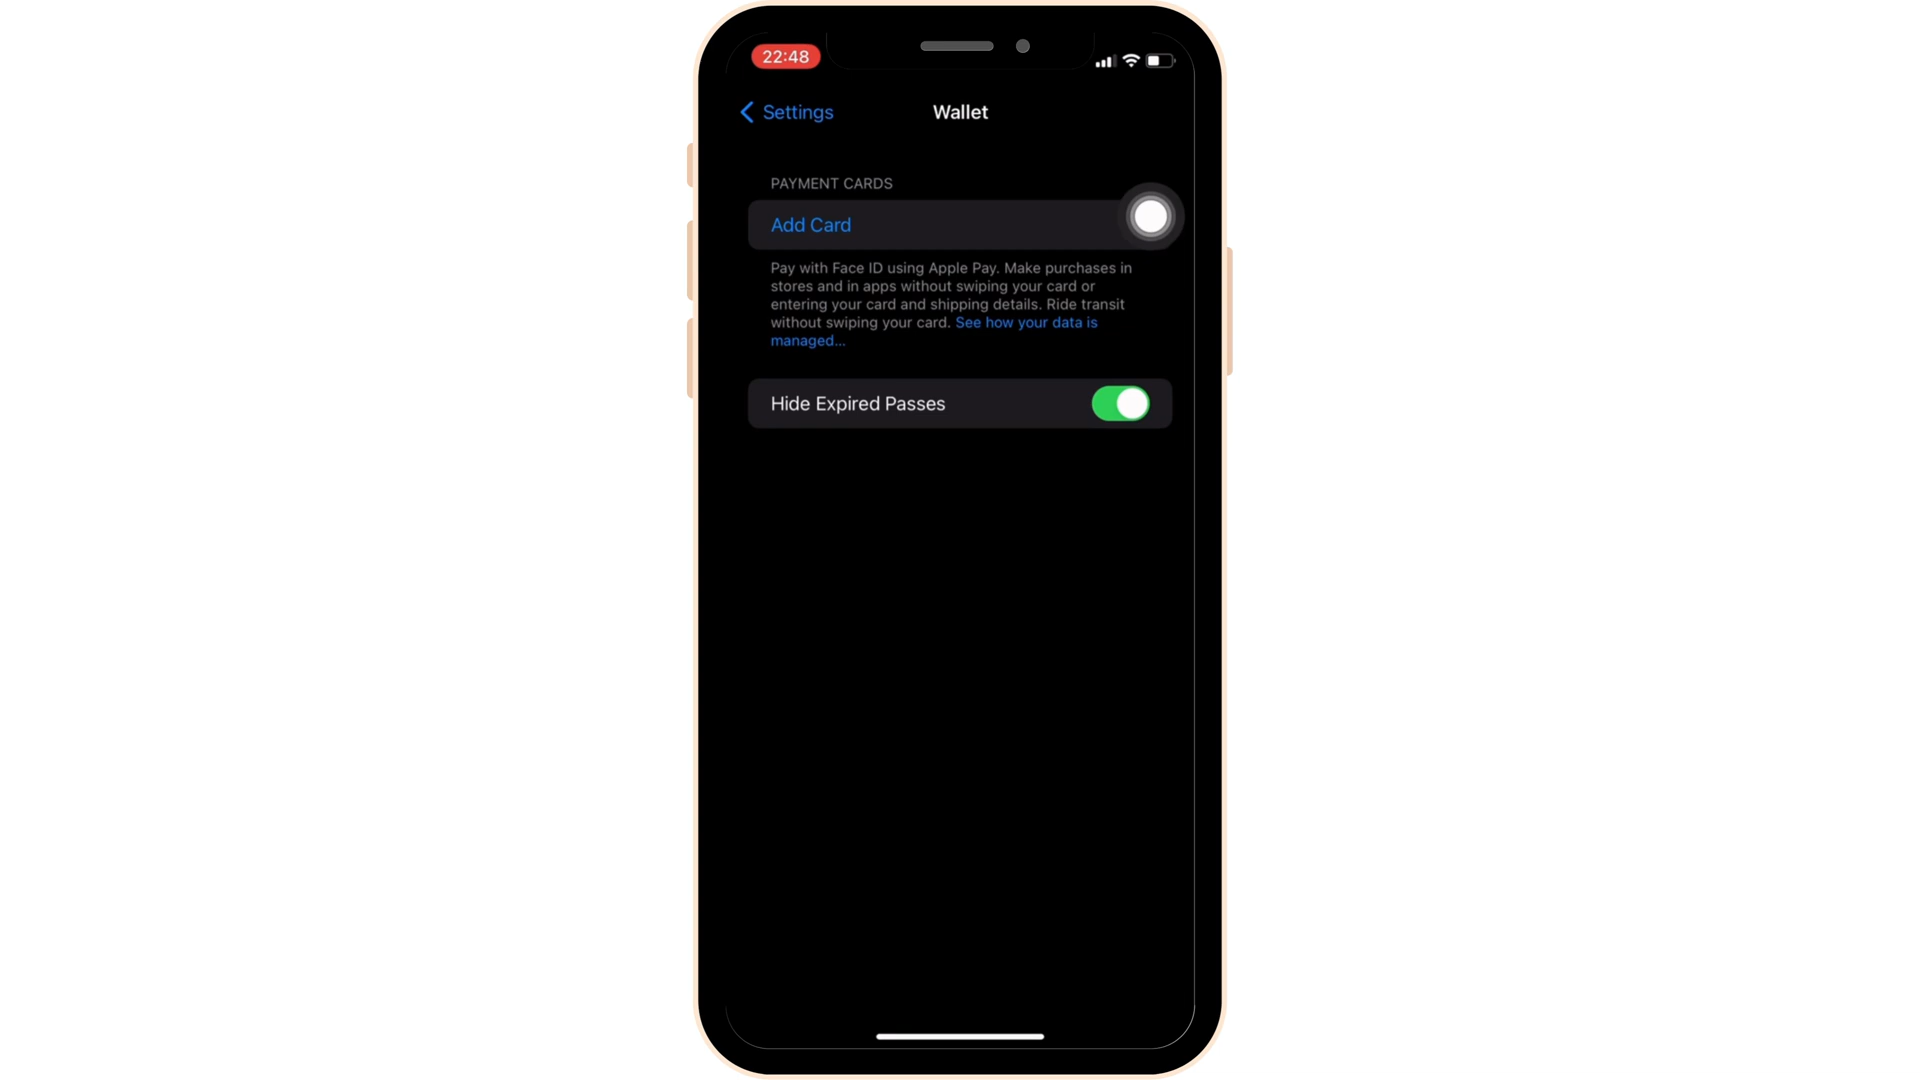 22:48
Settings
Wallet
PAYMENT CARDS
Add Card
Pay with Face ID using Apple Pay. Make purchases in
stores and in apps without swiping your card or
entering your card and shipping details. Ride transit
without swiping your card. See how your data is
managed...
Hide Expired Passes